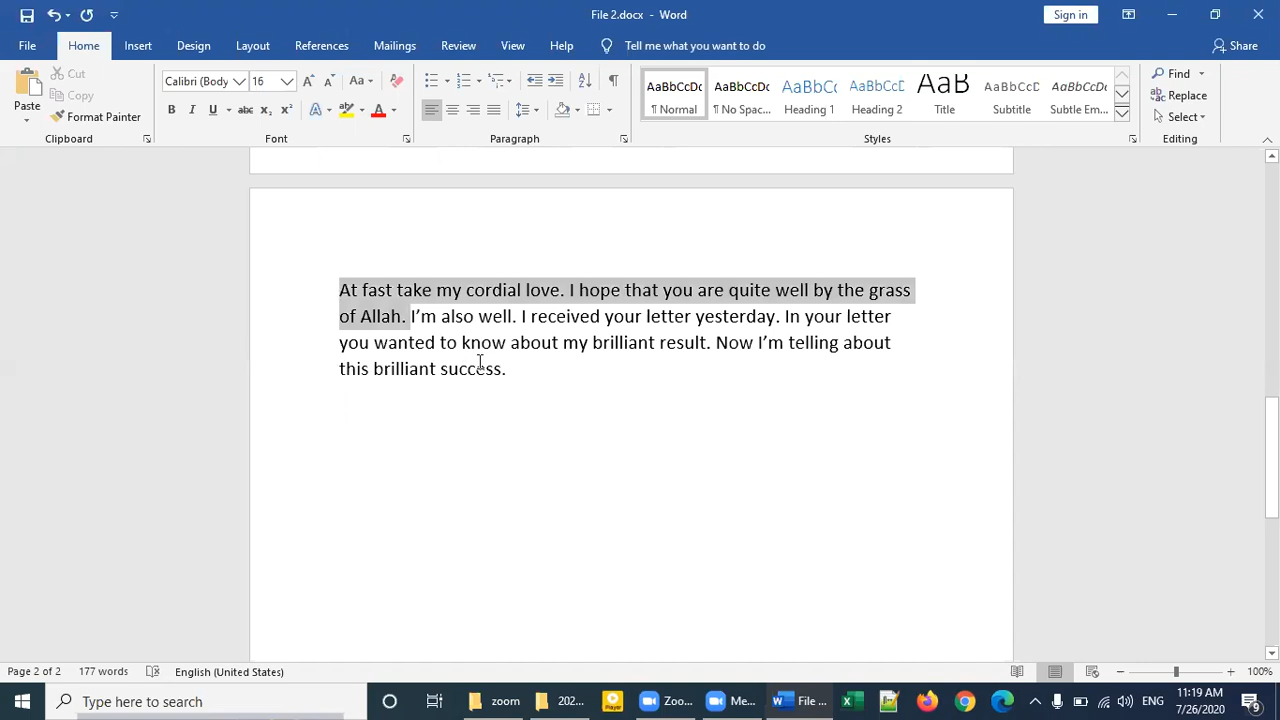 File 2.docx - Word
Sign in
File Home Insert Design Layout References Mailings Review View Help Tell me what you want to do Share
Paste
Cut
Copy
Format Painter
Clipboard
Calibri (Body 16
Font
Paragraph
AaBbCcDc AaBbCcDc AaBbCc AaBbCcD AaB AaBbCcD AaBbCcDc
¶ Normal ¶ No Spac... Heading 1 Heading 2 Title Subtitle Subtle Em...
Styles
Find
Replace
Select
Editing
At fast take my cordial love. I hope that you are quite well by the grass
of Allah. I’m also well. I received your letter yesterday. In your letter
you wanted to know about my brilliant result. Now I’m telling about
this brilliant success.
Page 2 of 2 177 words English (United States) 100%
Type here to search
zoom
202...
Zoo...
Me...
File ...
ENG
11:19 AM
7/26/2020